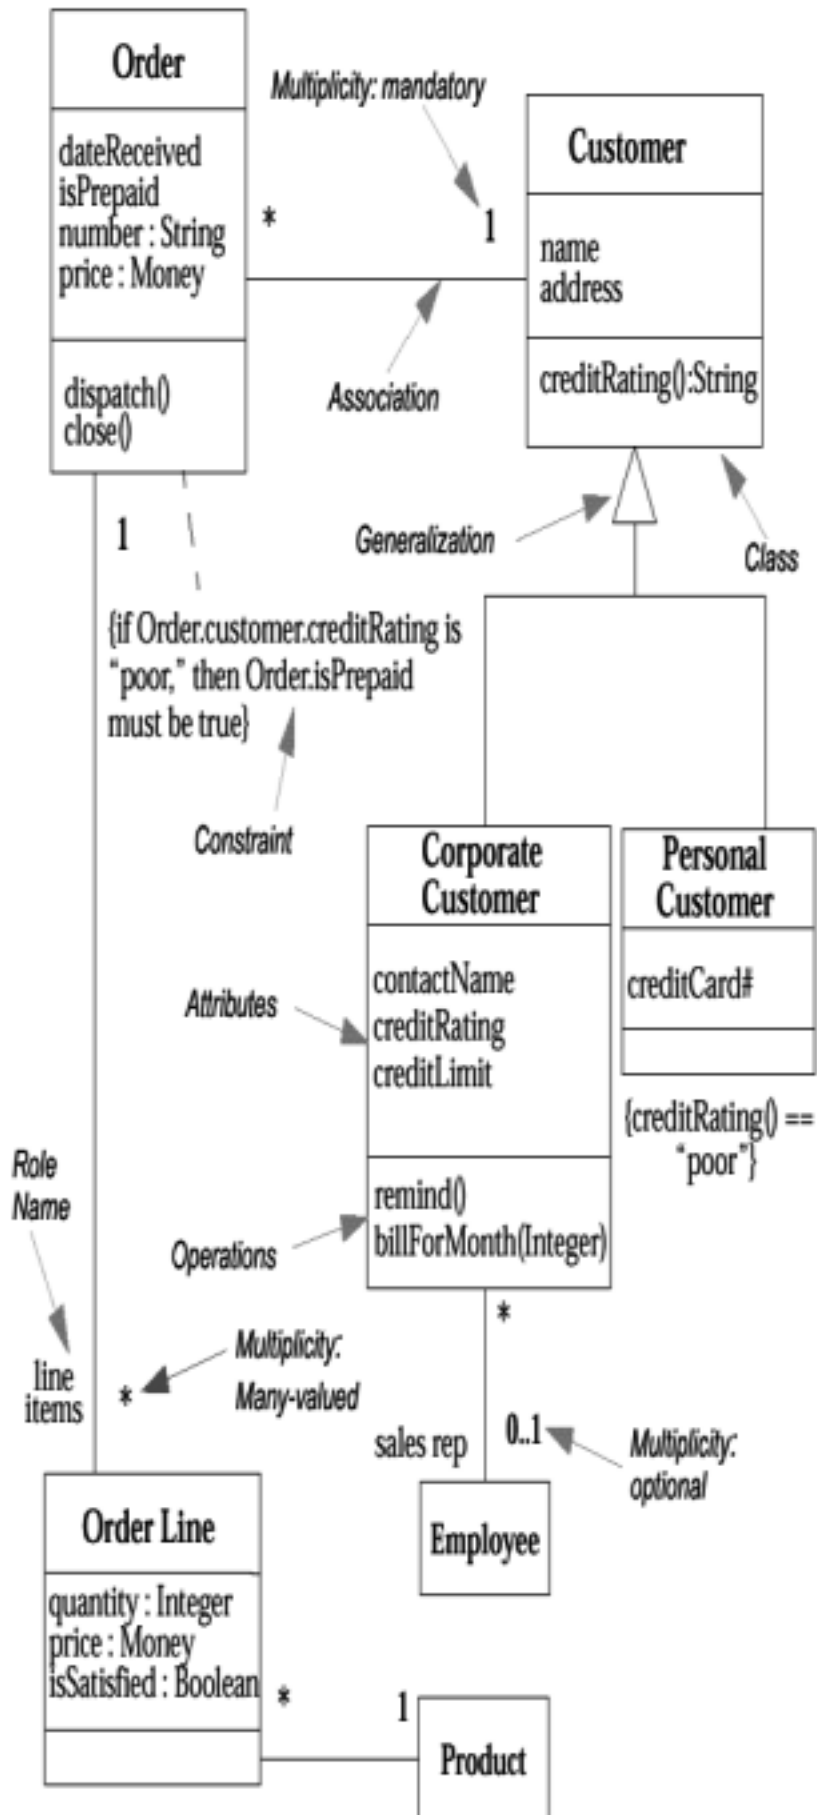 Order
dateReceived
isPrepaid
number : String
price : Money
dispatch()
close()
Multiplicity: mandatory
*
1
Association
Customer
name
address
creditRating():String
Generalization
Class
1
{if Order.customer.creditRating is
“poor,” then Order.isPrepaid
must be true}
Constraint
Corporate
Customer
contactName
creditRating
creditLimit
remind()
billForMonth(Integer)
Personal
Customer
creditCard#
{creditRating() ==
“poor”}
Attributes
Operations
Role
Name
line
items
*
Multiplicity:
Many-valued
*
sales rep
0..1
Multiplicity:
optional
Employee
Order Line
quantity : Integer
price : Money
isSatisfied : Boolean
*
1
Product